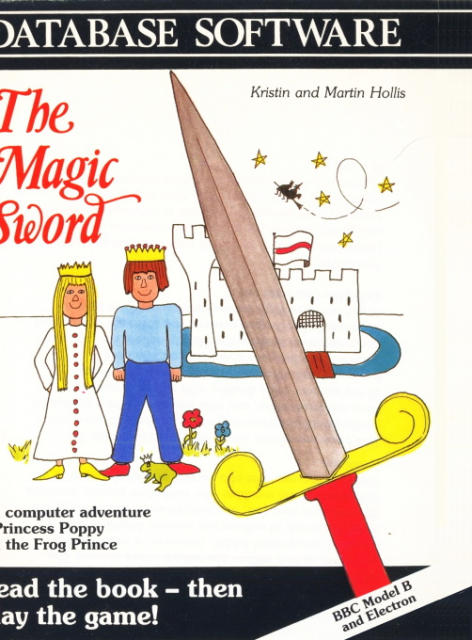 DATABASE SOFTWARE
Kristin and Martin Hollis
The
Magic
Sword
computer adventure
Princess Poppy
the Frog Prince
ead the book – then
lay the game!
BBC Model B
and Electron